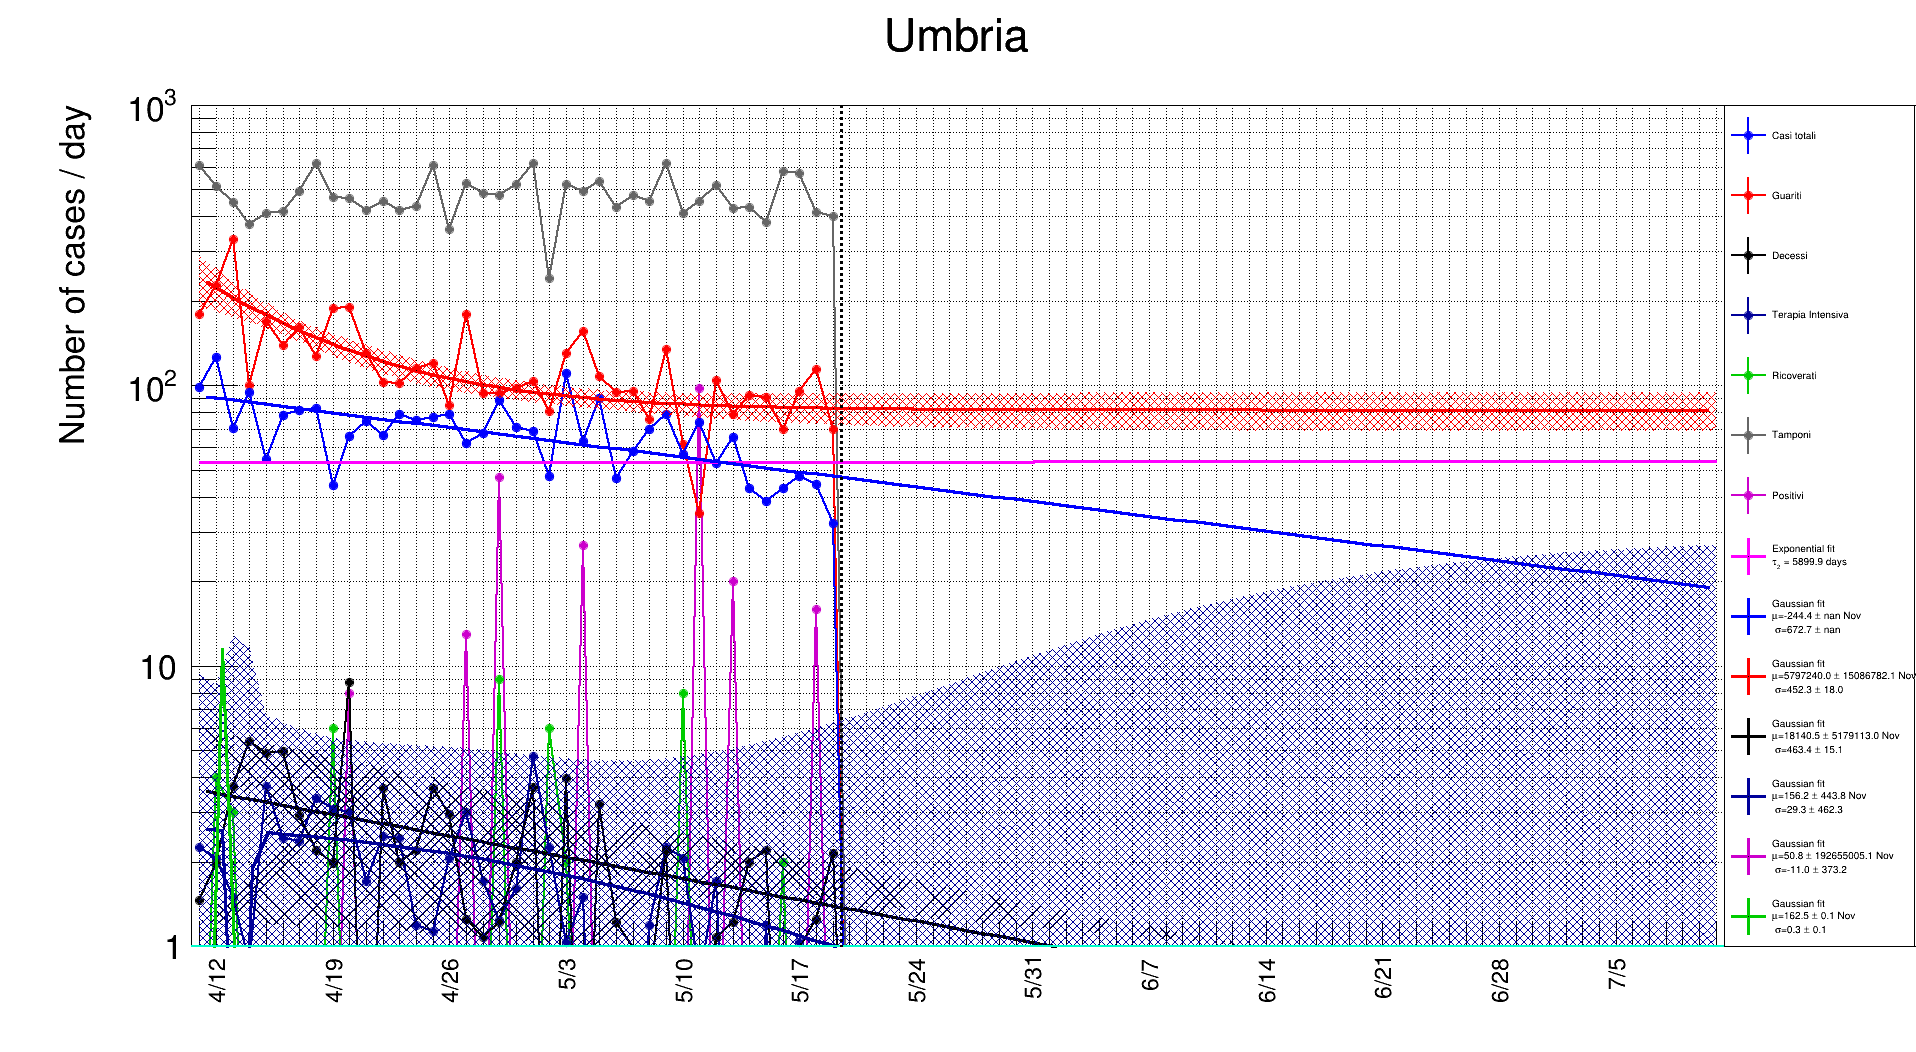 Umbria
Number of cases / day
10³
10²
10
1
4/12
4/19
4/26
5/3
5/10
5/17
5/24
5/31
6/7
6/14
6/21
6/28
7/5
Casi totali
Guariti
Decessi
Terapia Intensiva
Ricoverati
Tamponi
Positivi
Exponential fit
τ₂ = 5899.9 days
Gaussian fit
μ=-244.4 ± nan Nov
σ=672.7 ± nan
Gaussian fit
μ=5797240.0 ± 15086782.1 Nov
σ=452.3 ± 18.0
Gaussian fit
μ=18140.5 ± 5179113.0 Nov
σ=463.4 ± 15.1
Gaussian fit
μ=156.2 ± 443.8 Nov
σ=29.3 ± 462.3
Gaussian fit
μ=50.8 ± 192655005.1 Nov
σ=-11.0 ± 373.2
Gaussian fit
μ=162.5 ± 0.1 Nov
σ=0.3 ± 0.1